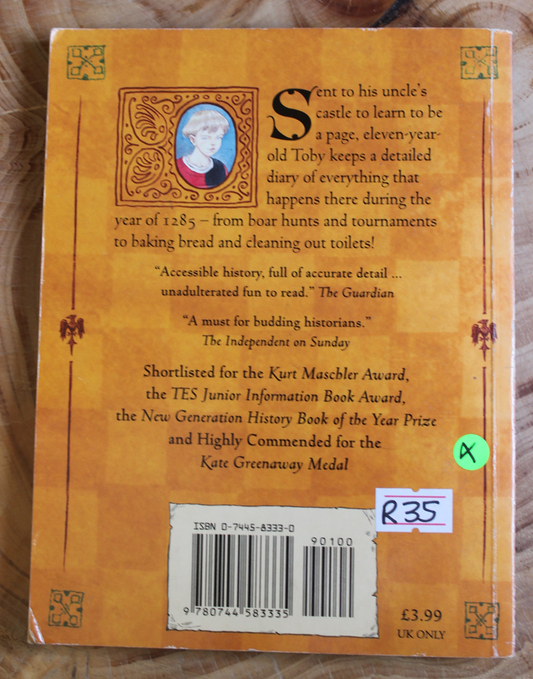 Sent to his uncle's
castle to learn to be
a page, eleven-year-
old Toby keeps a detailed
diary of everything that
happens there during the
year of 1285 – from boar hunts and tournaments
to baking bread and cleaning out toilets!
"Accessible history, full of accurate detail ...
unadulterated fun to read." The Guardian
"A must for budding historians."
The Independent on Sunday
Shortlisted for the Kurt Maschler Award,
the TES Junior Information Book Award,
the New Generation History Book of the Year Prize
and Highly Commended for the
Kate Greenaway Medal
4
R35
ISBN 0-7445-8333-0
90100
9 780744 583335
£3.99
UK ONLY